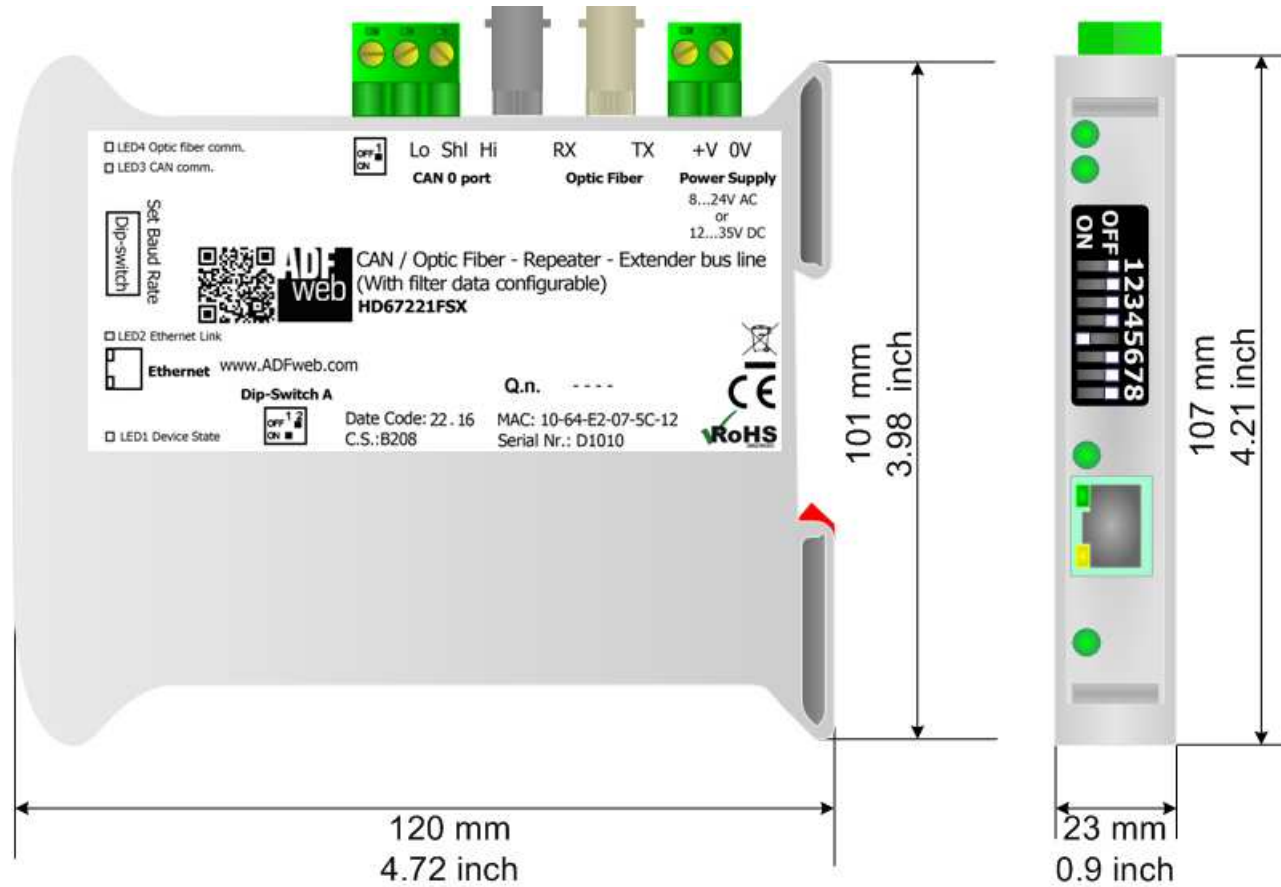 LED4 Optic fiber comm.
LED3 CAN comm.
OFF 1
ON
Lo Shl Hi
CAN 0 port
RX TX
Optic Fiber
+V 0V
Power Supply
8...24V AC
or
12...35V DC
Set Baud Rate
Dip-switch
ADF
web
CAN / Optic Fiber - Repeater - Extender bus line
(With filter data configurable)
HD67221FSX
LED2 Ethernet Link
Ethernet
www.ADFweb.com
Dip-Switch A
OFF 1 2
ON
LED1 Device State
Date Code: 22.16
C.S.:B208
Q.n. - - - -
MAC: 10-64-E2-07-5C-12
Serial Nr.: D1010
CE
RoHS
101 mm
3.98 inch
120 mm
4.72 inch
OFF
ON
12345678
107 mm
4.21 inch
23 mm
0.9 inch